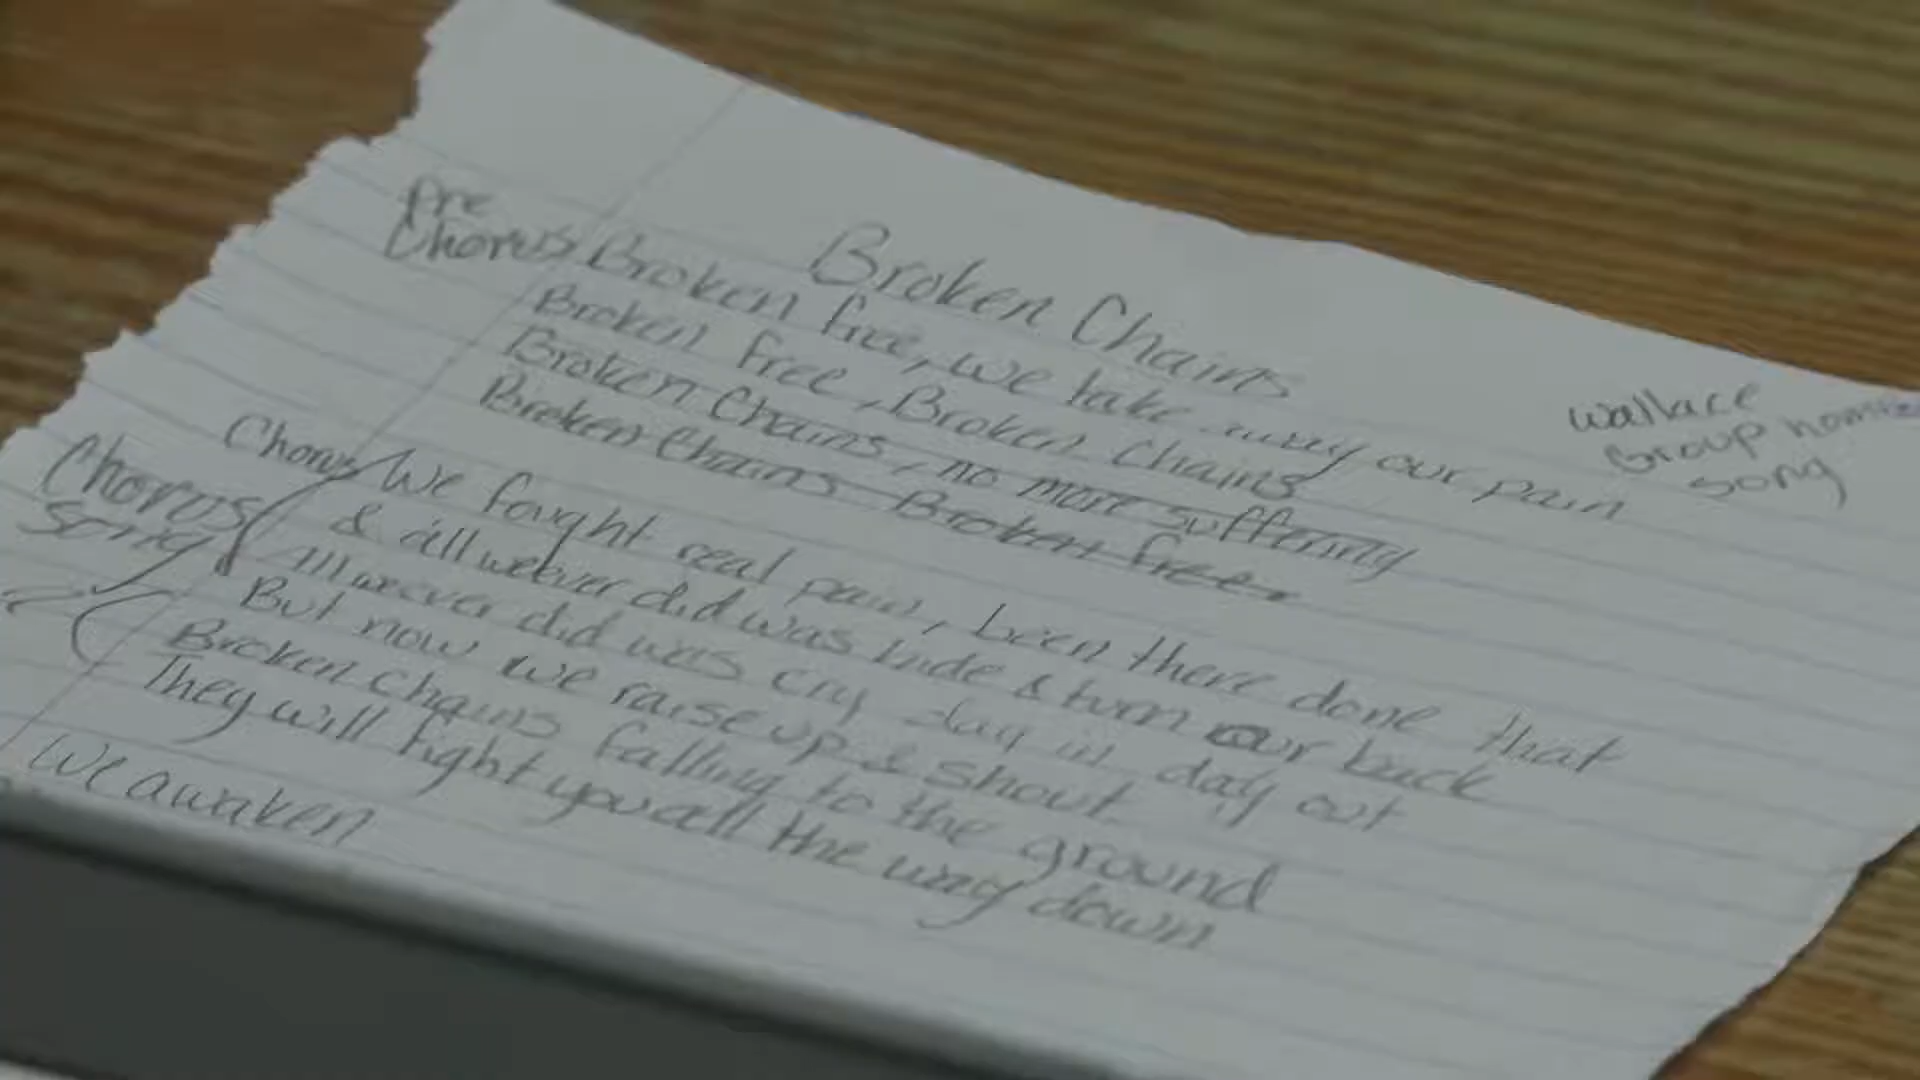 Broken Chains
Wallace
Group home
song
Pre
Chorus
Broken free, we take away our pain
Broken free, Broken Chains
Broken Chains, no more suffering
Broken Chains Broken free
Chorus
Chorus
song
We fought real pain, been there done that
& all we ever did was hide & turn our back
All we ever did was cry day in day out
But now we raise up & shout
Broken chains falling to the ground
They will fight you all the way down
We awaken